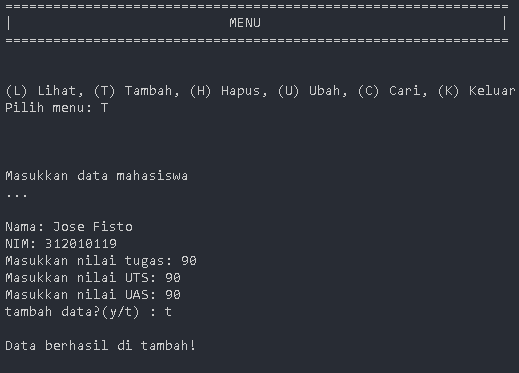 ===============================================================
|                           MENU                              |
===============================================================
(L) Lihat, (T) Tambah, (H) Hapus, (U) Ubah, (C) Cari, (K) Keluar
Pilih menu: T
Masukkan data mahasiswa
...
Nama: Jose Fisto
NIM: 312010119
Masukkan nilai tugas: 90
Masukkan nilai UTS: 90
Masukkan nilai UAS: 90
tambah data?(y/t) : t
Data berhasil di tambah!